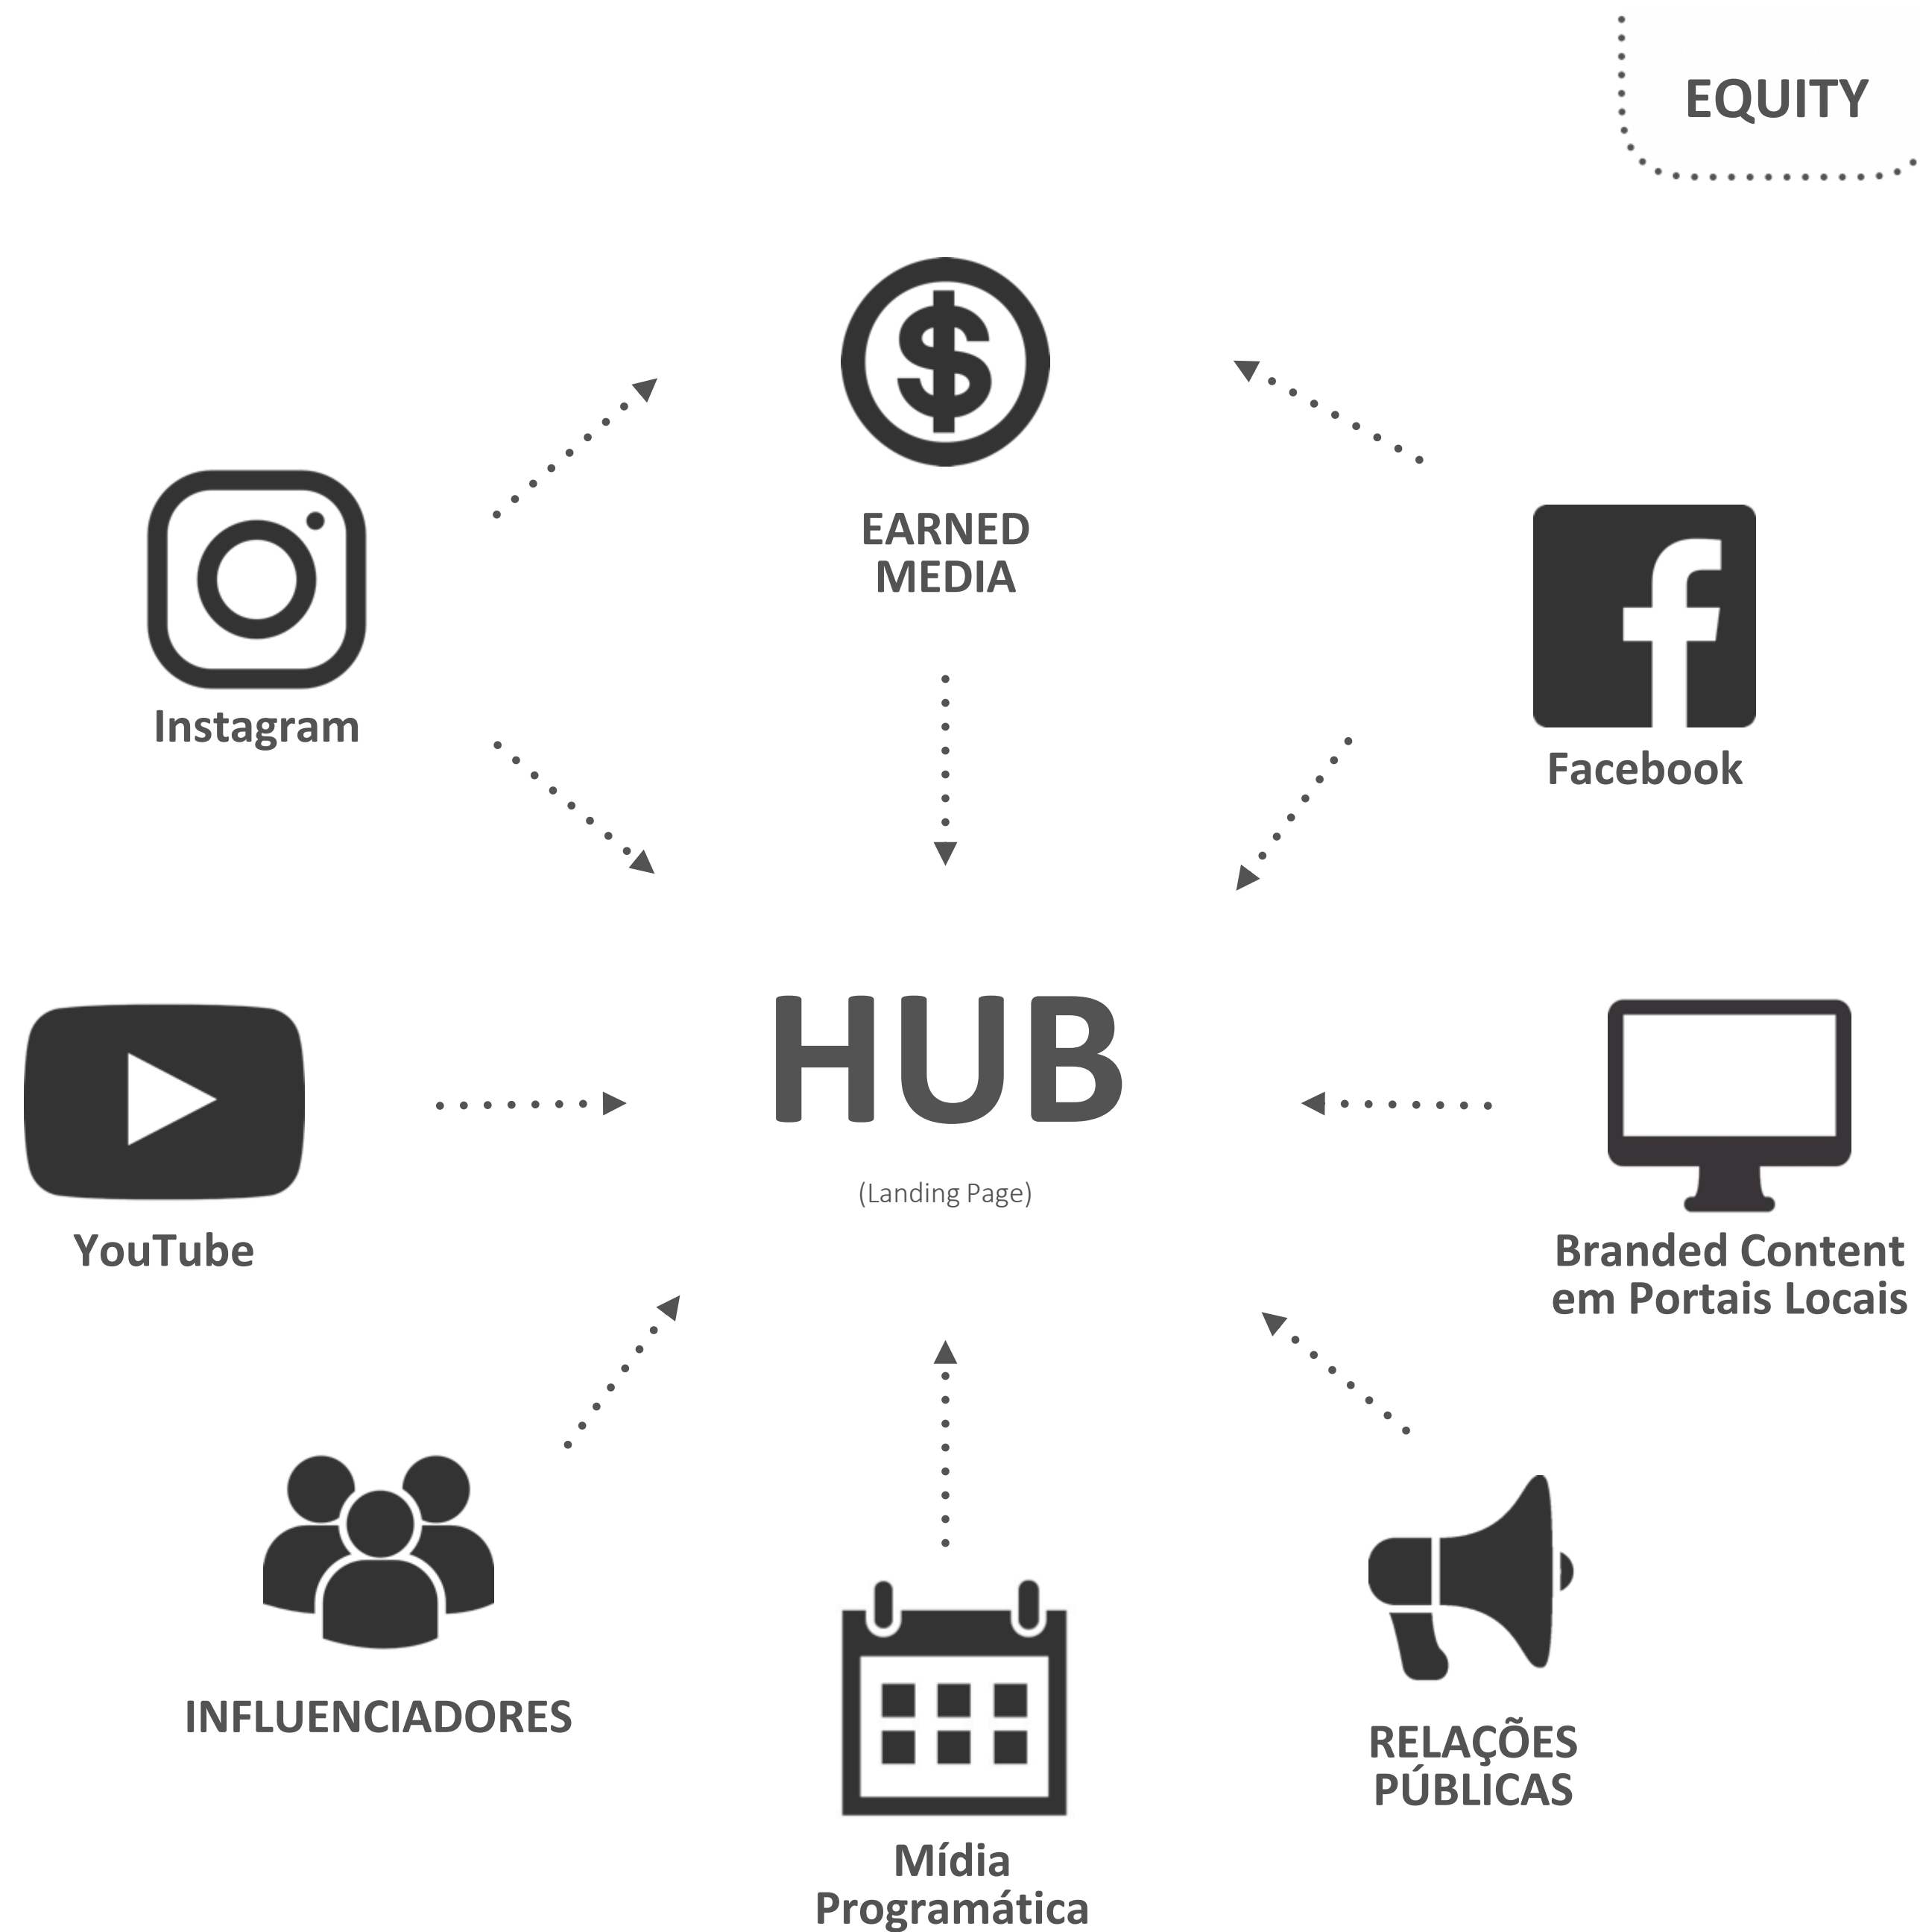 EQUITY
EARNED
MEDIA
Instagram
Facebook
HUB
(Landing Page)
YouTube
Branded Content
em Portais Locais
INFLUENCIADORES
RELAÇÕES
PÚBLICAS
Mídia
Programática